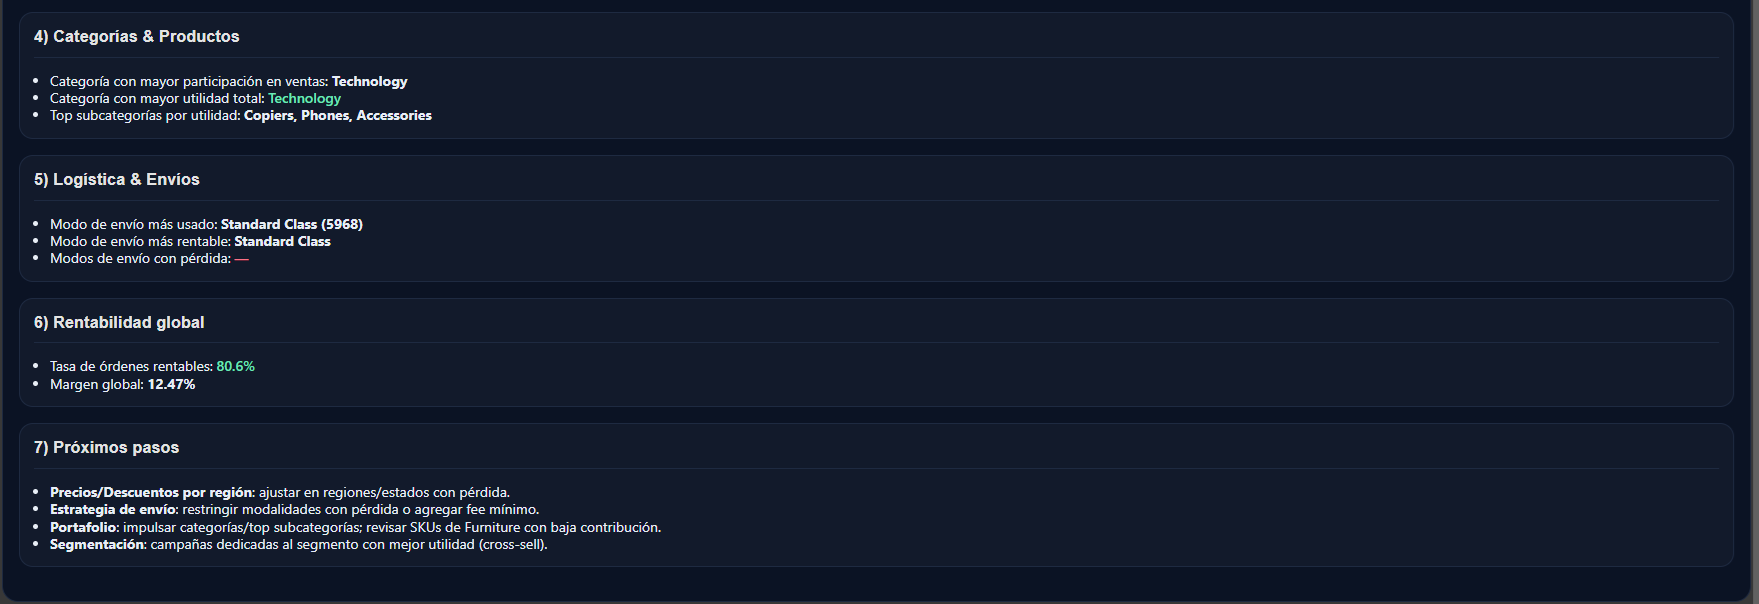 4) Categorías & Productos
Categoría con mayor participación en ventas: Technology
Categoría con mayor utilidad total: Technology
Top subcategorías por utilidad: Copiers, Phones, Accessories
5) Logística & Envíos
Modo de envío más usado: Standard Class (5968)
Modo de envío más rentable: Standard Class
Modos de envío con pérdida: —
6) Rentabilidad global
Tasa de órdenes rentables: 80.6%
Margen global: 12.47%
7) Próximos pasos
Precios/Descuentos por región: ajustar en regiones/estados con pérdida.
Estrategia de envío: restringir modalidades con pérdida o agregar fee mínimo.
Portafolio: impulsar categorías/top subcategorías; revisar SKUs de Furniture con baja contribución.
Segmentación: campañas dedicadas al segmento con mejor utilidad (cross-sell).